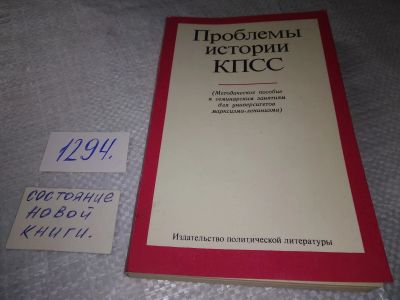 Проблемы
истории
КПСС
(Методическое пособие
к семинарским занятиям
для университетов
марксизма-ленинизма)
Издательство политической литературы
1294.
состояние
новой
книги.